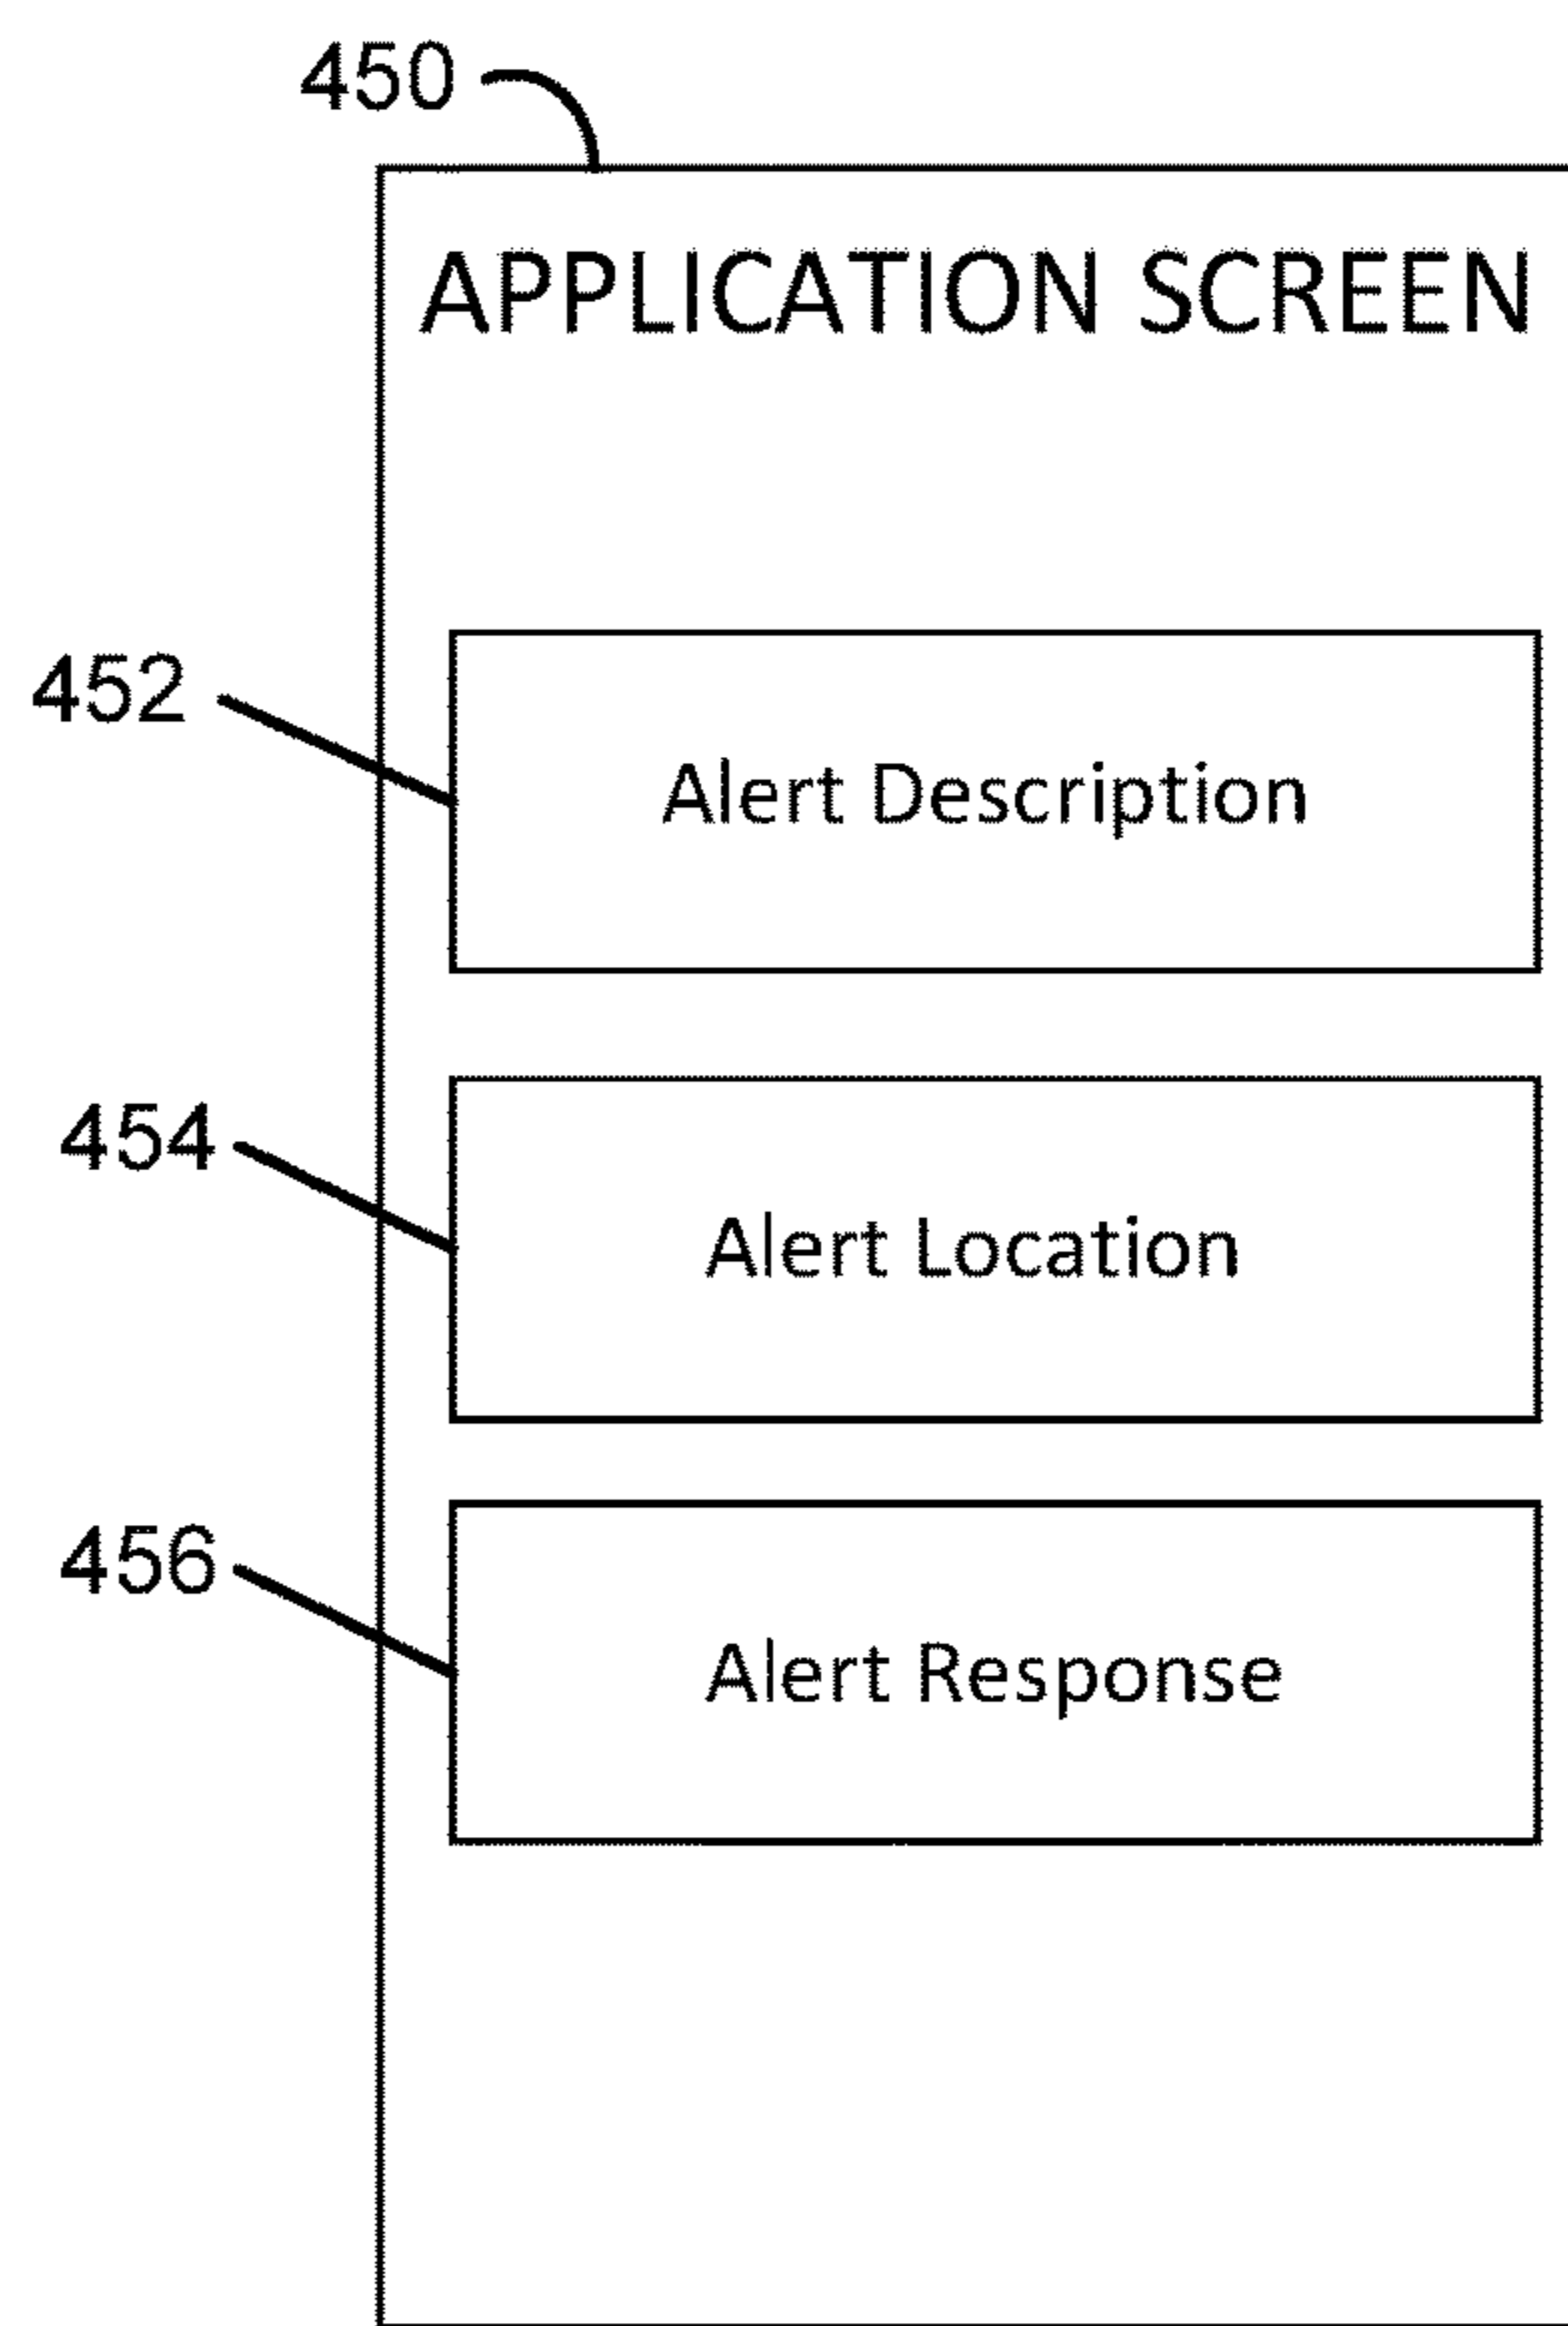 450
APPLICATION SCREEN
452
Alert Description
454
Alert Location
456
Alert Response